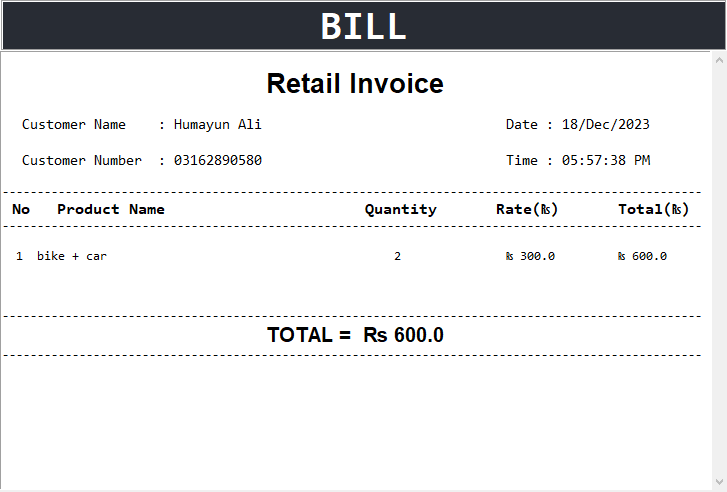 BILL
Retail Invoice
Customer Name : Humayun Ali Date : 18/Dec/2023
Customer Number : 03162890580 Time : 05:57:38 PM
No Product Name Quantity Rate(₨) Total(₨)
1 bike + car 2 ₨ 300.0 ₨ 600.0
TOTAL = ₨ 600.0